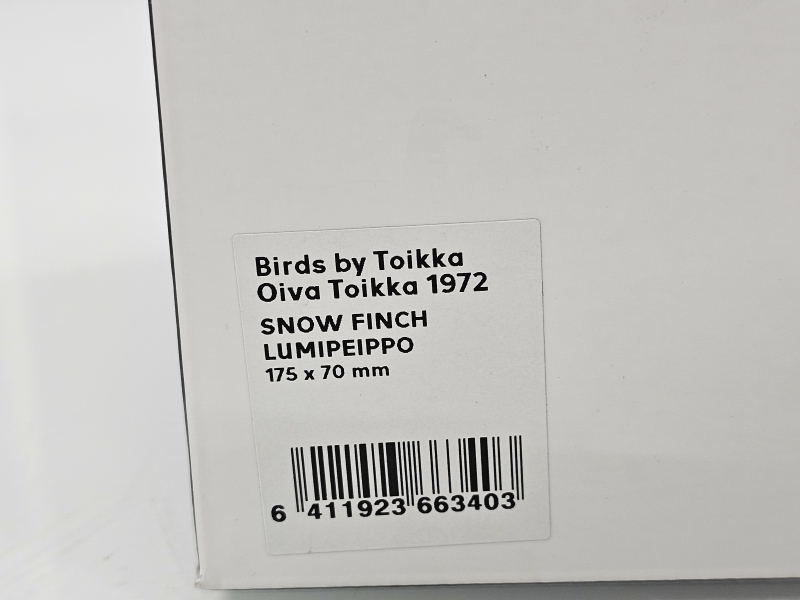 Birds by Toikka
Oiva Toikka 1972
SNOW FINCH
LUMIPEIPPO
175 x 70 mm
6 411923 663403